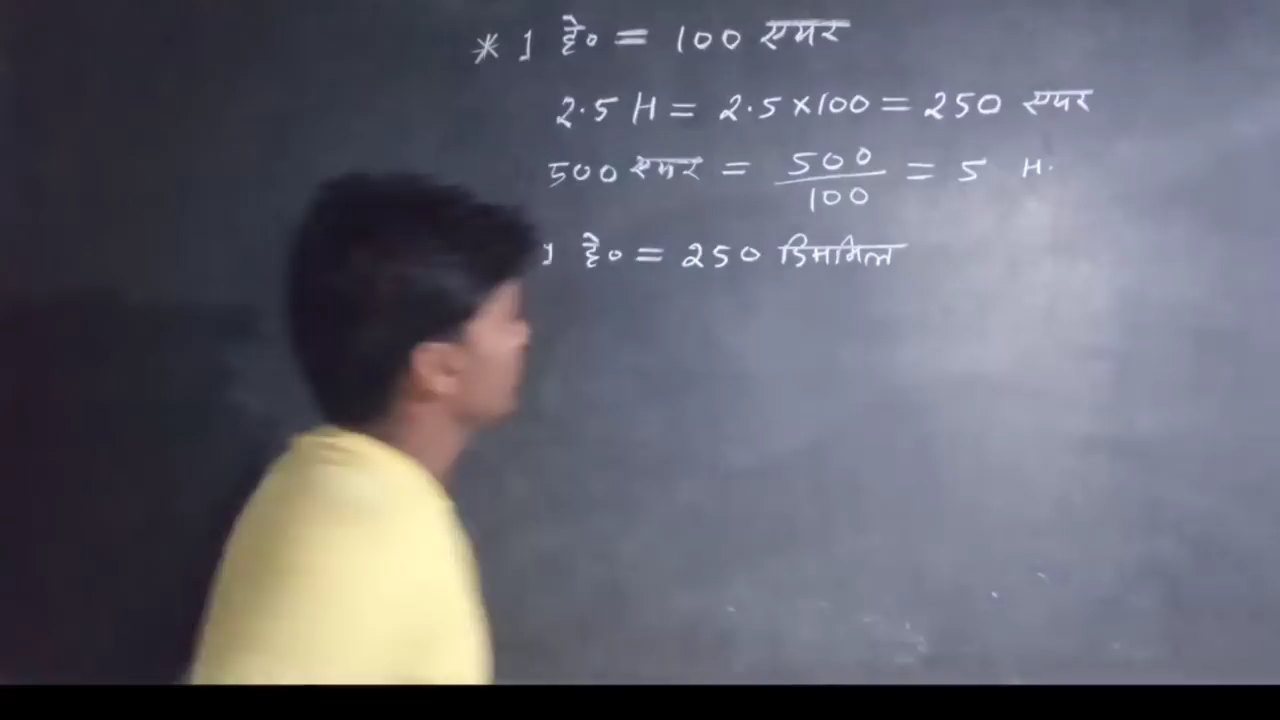 * 1 हे० = 100 एयर
2.5 H = 2.5 × 100 = 250 एयर
500 एयर = 500/100 = 5 H.
1 हे० = 250 डिसमिल